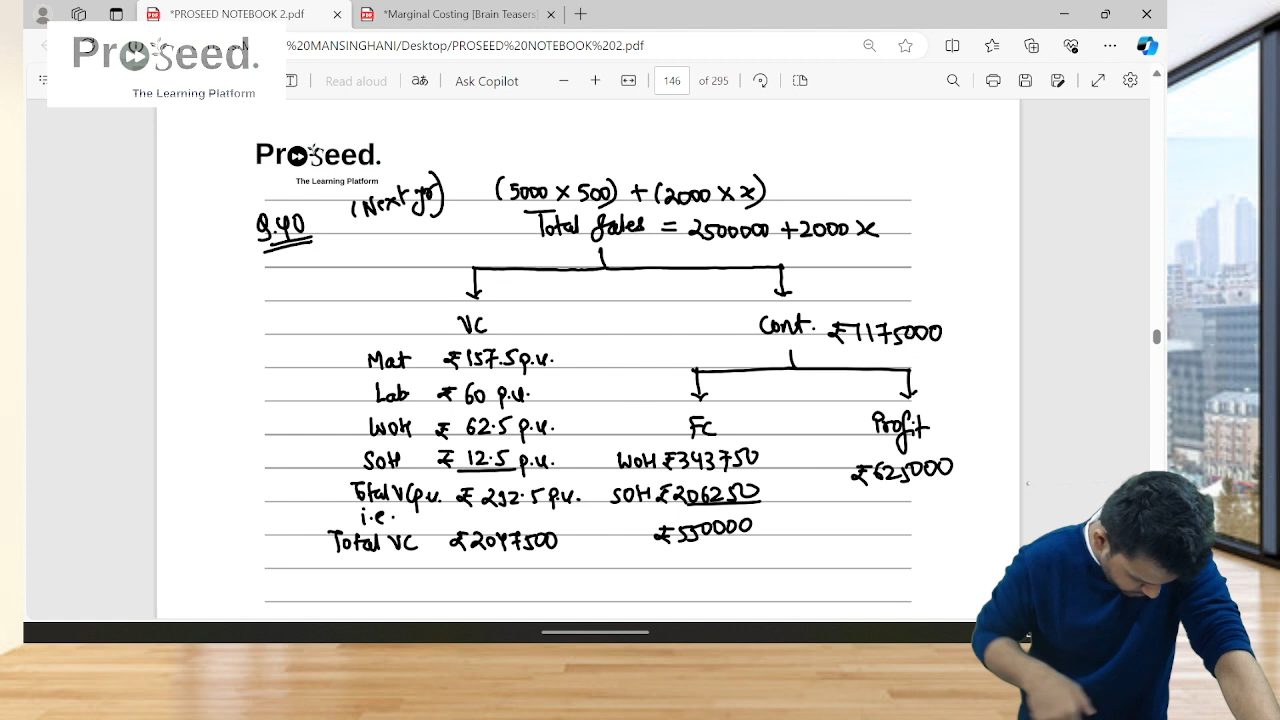 *PROSEED NOTEBOOK 2.pdf
*Marginal Costing [Brain Teasers]
Proseed.
The Learning Platform
%20MANSINGHANI/Desktop/PROSEED%20NOTEBOOK%202.pdf
Read aloud
aあ
Ask Copilot
146 of 295
Proseed.
The Learning Platform
(Next yr)
(5000 × 500) + (2000 × x)
Q.40
Total Sales = 2500000 + 2000 x
VC
Cont. ₹1175000
Mat ₹157.5 p.u.
Lab ₹ 60 p.u.
WOH ₹ 62.5 p.u.
FC
Profit
SOH ₹ 12.5 p.u.
WOH ₹343750
₹625000
Total VC p.u. ₹292.5 p.u.
SOH ₹206250
i.e.
Total VC ₹2047500
₹550000